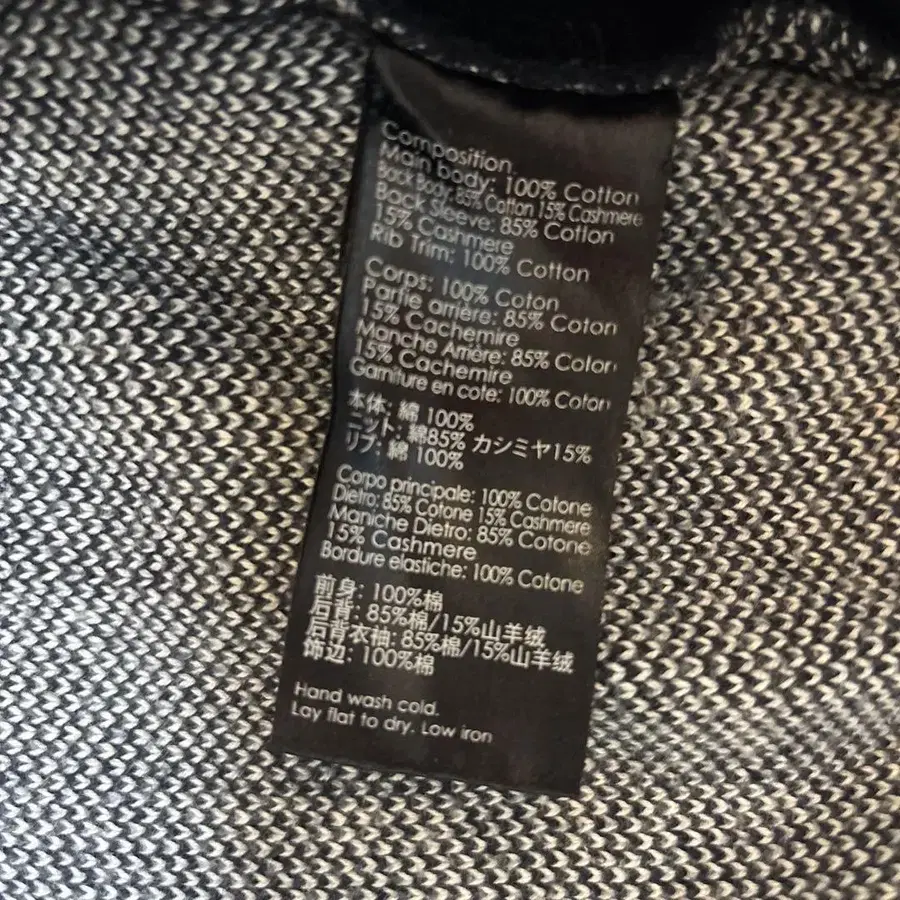 Composition.
Main body: 100% Cotton
Back Body: 85% Cotton 15% Cashmere
Back Sleeve: 85% Cotton
15% Cashmere
Rib Trim: 100% Cotton
Corps: 100% Coton
Partie arrière: 85% Coton
15% Cachemire
Manche Arrière: 85% Coton
15% Cachemire
Garniture en cote: 100% Coton
本体: 綿 100%
ニット: 綿85% カシミヤ15%
リブ: 綿 100%
Corpo principale: 100% Cotone
Dietro: 85% Cotone 15% Cashmere
Maniche Dietro: 85% Cotone
15% Cashmere
Bordure elastiche: 100% Cotone
前身: 100%棉
后背: 85%棉/15%山羊绒
后背衣袖: 85%棉/15%山羊绒
饰边: 100%棉
Hand wash cold.
Lay flat to dry. Low iron